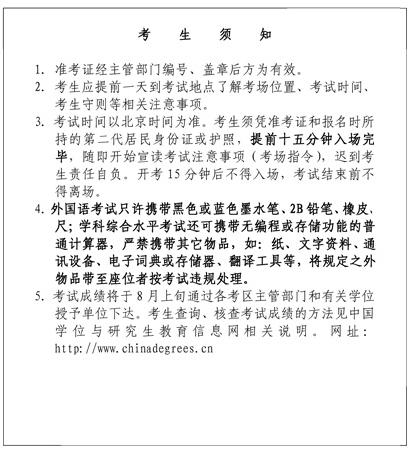 考 生 须 知
1. 准考证经主管部门编号、盖章后方为有效。
2. 考生应提前一天到考试地点了解考场位置、考试时间、
考生守则等相关注意事项。
3. 考试时间以北京时间为准。考生须凭准考证和报名时所
持的第二代居民身份证或护照，提前十五分钟入场完
毕，随即开始宣读考试注意事项（考场指令），迟到考
生责任自负。开考 15 分钟后不得入场，考试结束前不
得离场。
4. 外国语考试只许携带黑色或蓝色墨水笔、2B 铅笔、橡皮、
尺；学科综合水平考试还可携带无编程或存储功能的普
通计算器，严禁携带其它物品，如：纸、文字资料、通
讯设备、电子词典或存储器、翻译工具等，将规定之外
物品带至座位者按考试违规处理。
5. 考试成绩将于 8 月上旬通过各考区主管部门和有关学位
授予单位下达。考生查询、核查考试成绩的方法见中国
学位与研究生教育信息网相关说明。网址：
http://www.chinadegrees.cn